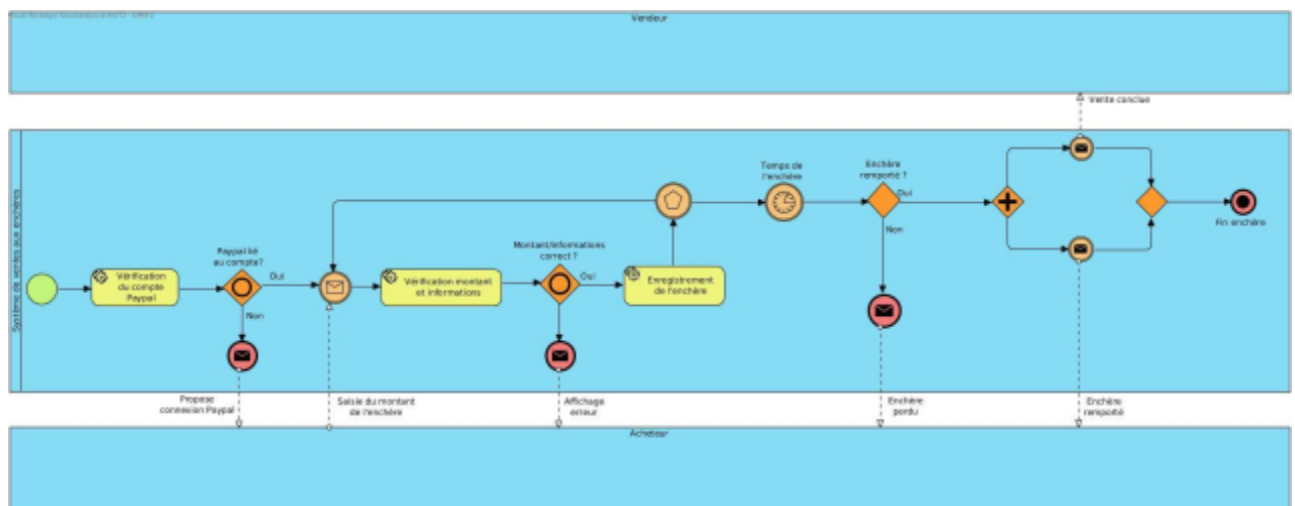 Vendeur
Vente conclue
Système de ventes aux enchères
Temps de
l'enchère
Enchère
remporté ?
Oui
Non
Paypal lié
au compte?
Oui
Non
Montant/Informations
correct ?
Oui
Vérification
du compte
Paypal
Vérification montant
et informations
Enregistrement
de l'enchère
Fin enchère
Propose
connexion Paypal
Saisie du montant
de l'enchère
Affichage
erreur
Enchère
perdu
Enchère
remporté
Acheteur